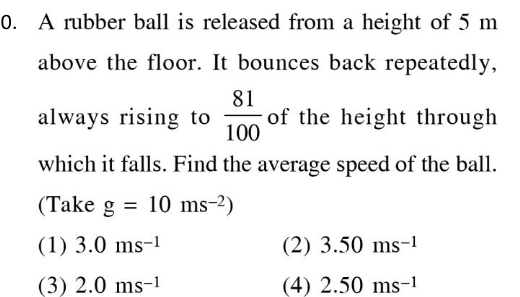 0. A rubber ball is released from a height of 5 m
above the floor. It bounces back repeatedly,
always rising to 81/100 of the height through
which it falls. Find the average speed of the ball.
(Take g = 10 ms⁻²)
(1) 3.0 ms⁻¹ (2) 3.50 ms⁻¹
(3) 2.0 ms⁻¹ (4) 2.50 ms⁻¹